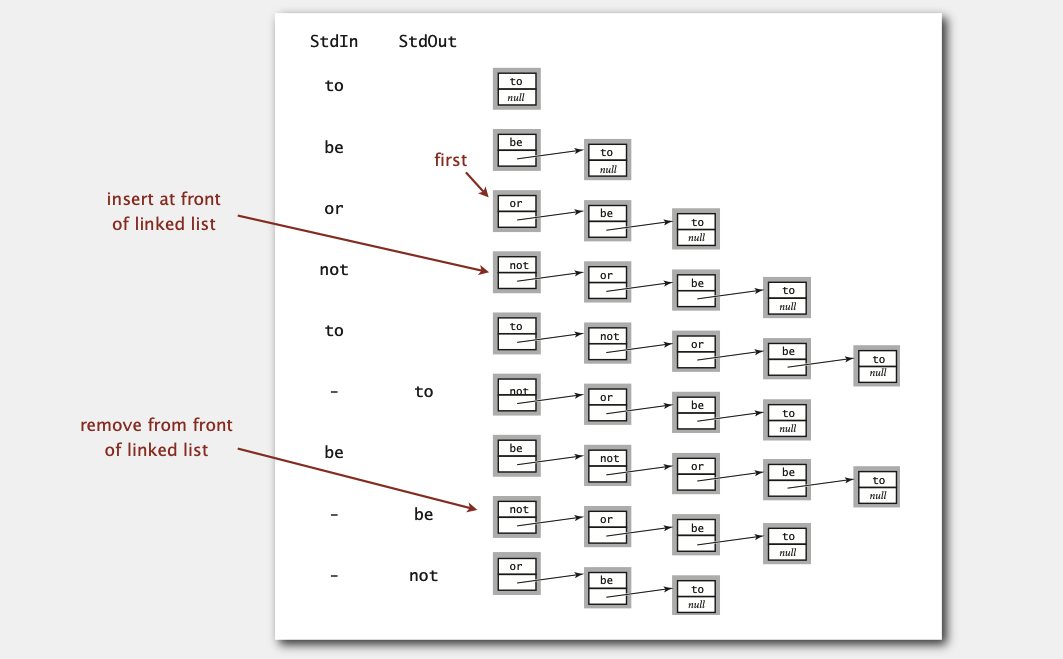 StdIn StdOut
to
to
null
be
be
to
null
first
or
or
be
to
null
insert at front
of linked list
not
not
or
be
to
null
to
to
not
or
be
to
null
- to
not
or
be
to
null
remove from front
of linked list
be
be
not
or
be
to
null
- be
not
or
be
to
null
- not
or
be
to
null